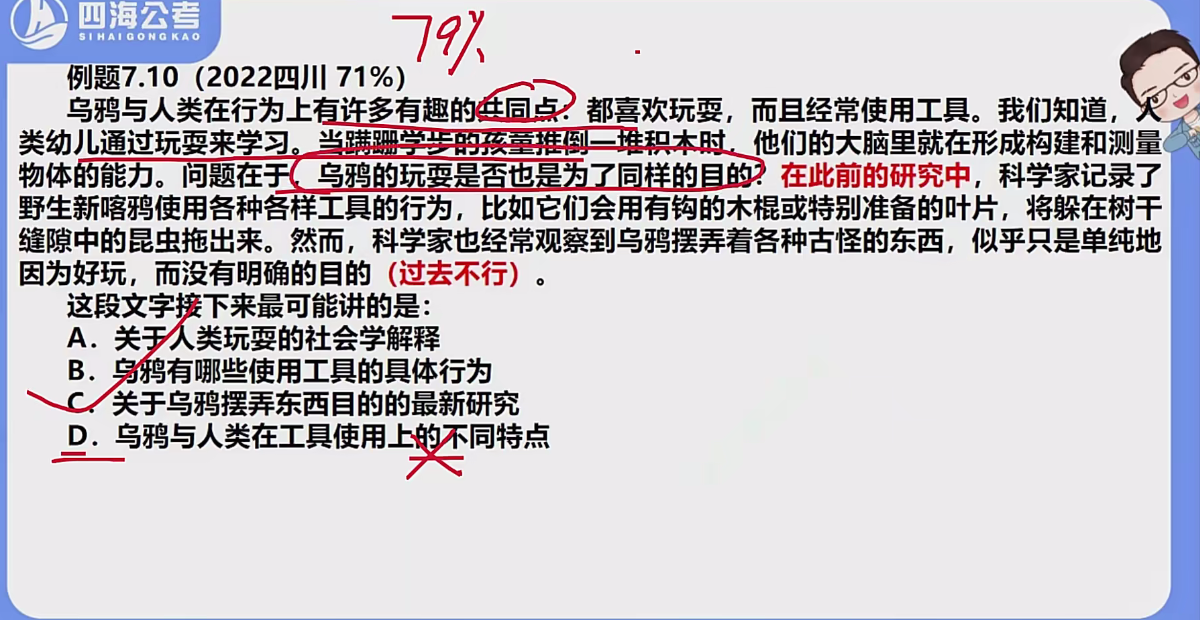 四海公考
SIHAIGONGKAO
79%
例题7.10（2022四川 71%）
乌鸦与人类在行为上有许多有趣的共同点：都喜欢玩耍，而且经常使用工具。我们知道，人
类幼儿通过玩耍来学习。当蹒跚学步的孩童推倒一堆积木时，他们的大脑里就在形成构建和测量
物体的能力。问题在于，乌鸦的玩耍是否也是为了同样的目的？在此前的研究中，科学家记录了
野生新喀鸦使用各种各样工具的行为，比如它们会用有钩的木棍或特别准备的叶片，将躲在树干
缝隙中的昆虫拖出来。然而，科学家也经常观察到乌鸦摆弄着各种古怪的东西，似乎只是单纯地
因为好玩，而没有明确的目的（过去不行）。
这段文字接下来最可能讲的是：
A．关于人类玩耍的社会学解释
B．乌鸦有哪些使用工具的具体行为
C．关于乌鸦摆弄东西目的的最新研究
D．乌鸦与人类在工具使用上的不同特点